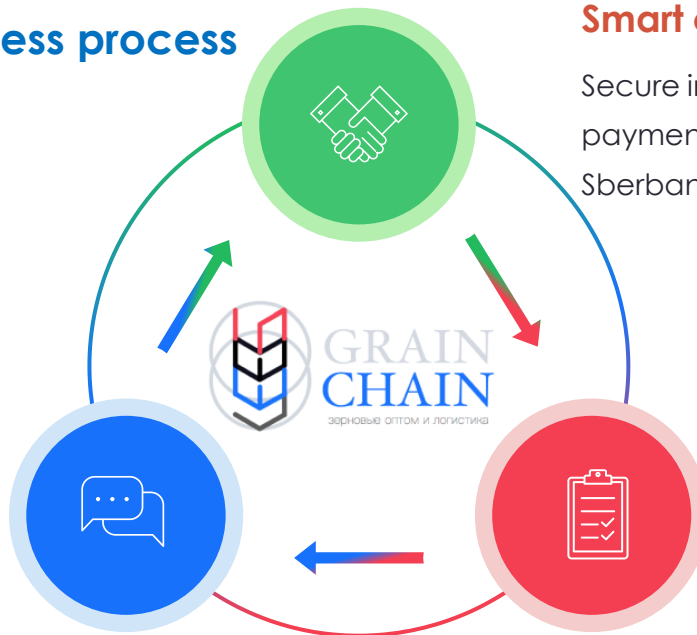 ess process
Smart
Secure
paymen
Sberban
GRAIN
CHAIN
зерновые оптом и логистика